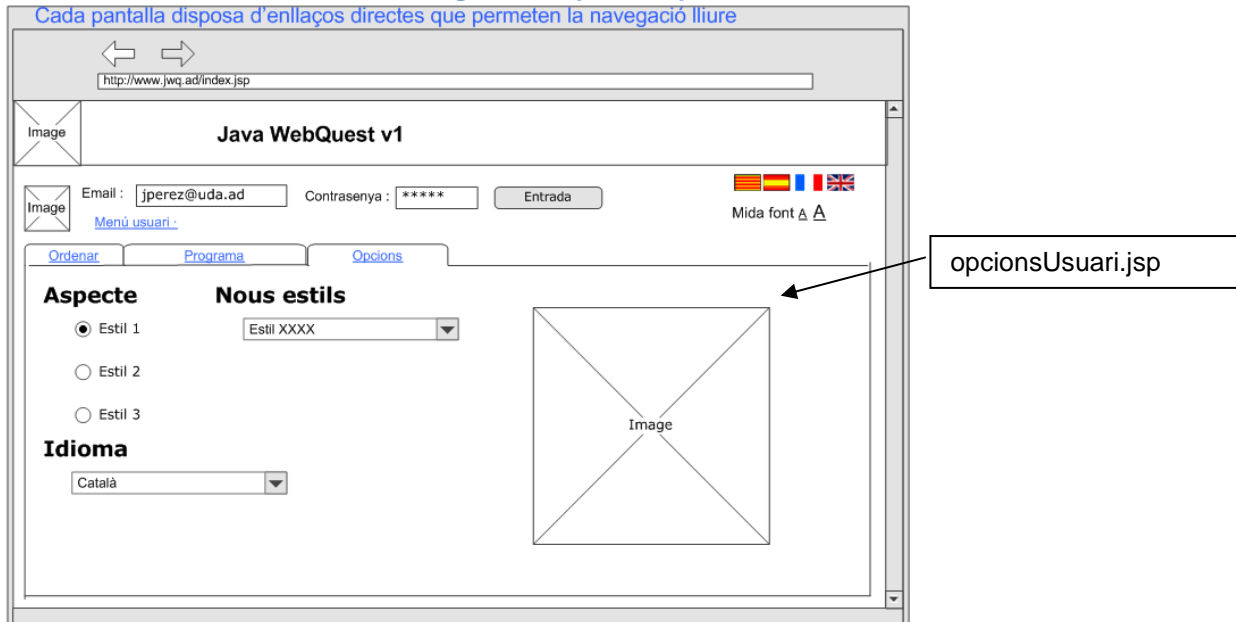 Cada pantalla disposa d'enllaços directes que permeten la navegació lliure
http://www.jwq.ad/index.jsp
Image
Java WebQuest v1
Image
Email : jperez@uda.ad Contrasenya : ***** Entrada
Menú usuari :
Mida font A A
Ordenar Programa Opcions
opcionsUsuari.jsp
Aspecte Nous estils
Estil 1 Estil XXXX
Estil 2
Estil 3
Image
Idioma
Català